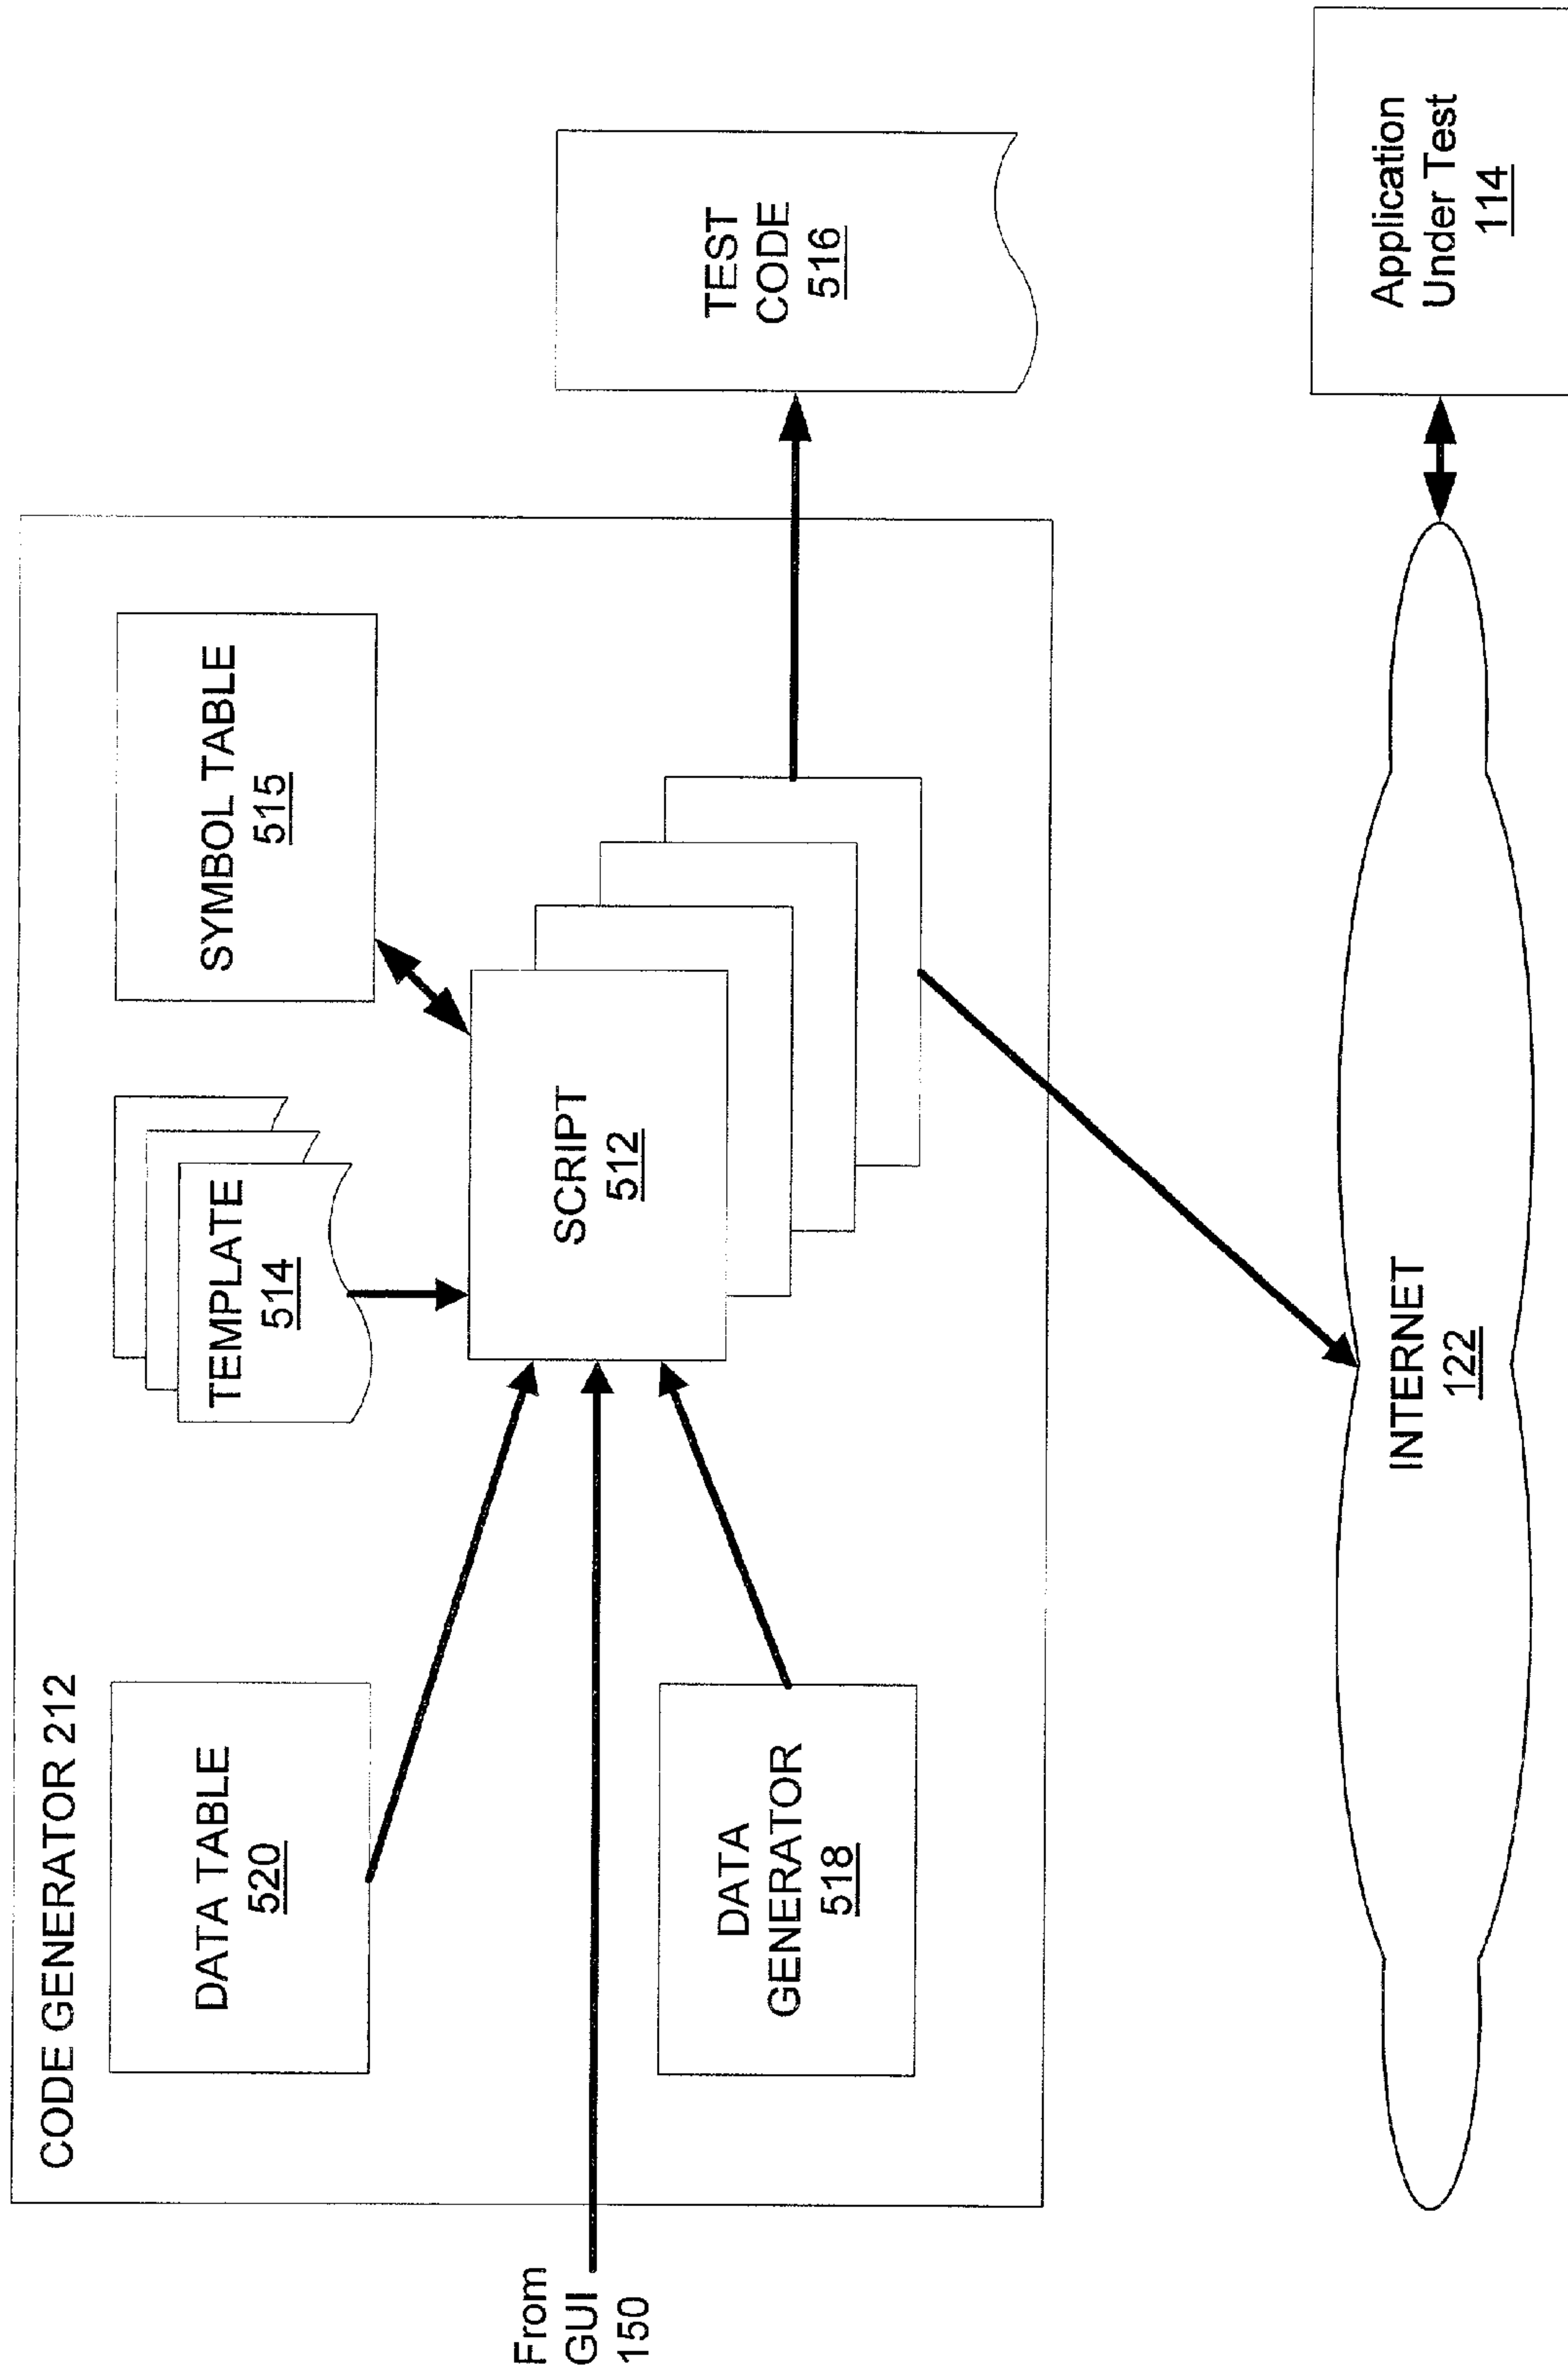 CODE GENERATOR 212
DATA TABLE
520
TEMPLATE
514
SYMBOL TABLE
515
From
GUI
150
SCRIPT
512
DATA
GENERATOR
518
TEST
CODE
516
INTERNET
122
Application
Under Test
114